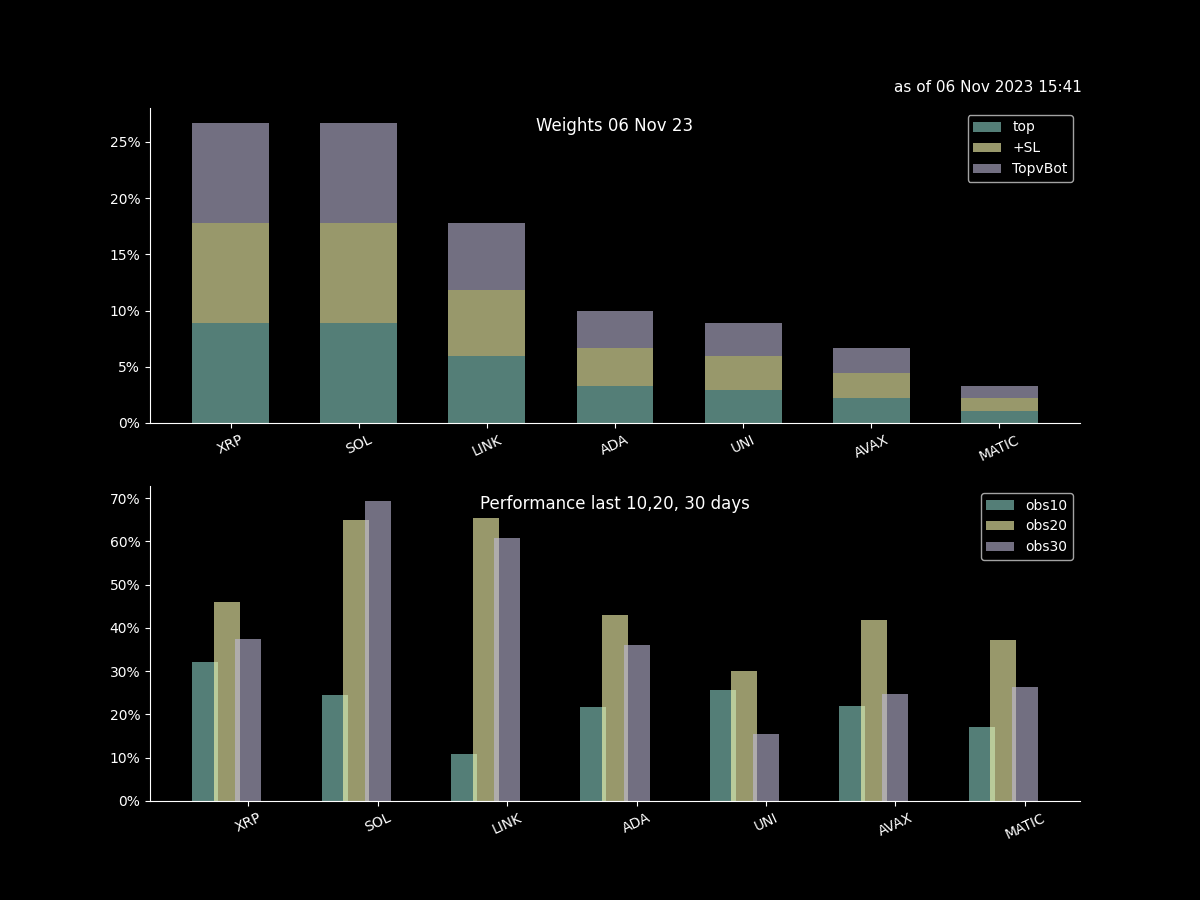 as of 06 Nov 2023 15:41
Weights 06 Nov 23
top
+SL
TopvBot
25%
20%
15%
10%
5%
0%
XRP SOL LINK ADA UNI AVAX MATIC
Performance last 10,20, 30 days
obs10
obs20
obs30
70%
60%
50%
40%
30%
20%
10%
0%
XRP SOL LINK ADA UNI AVAX MATIC